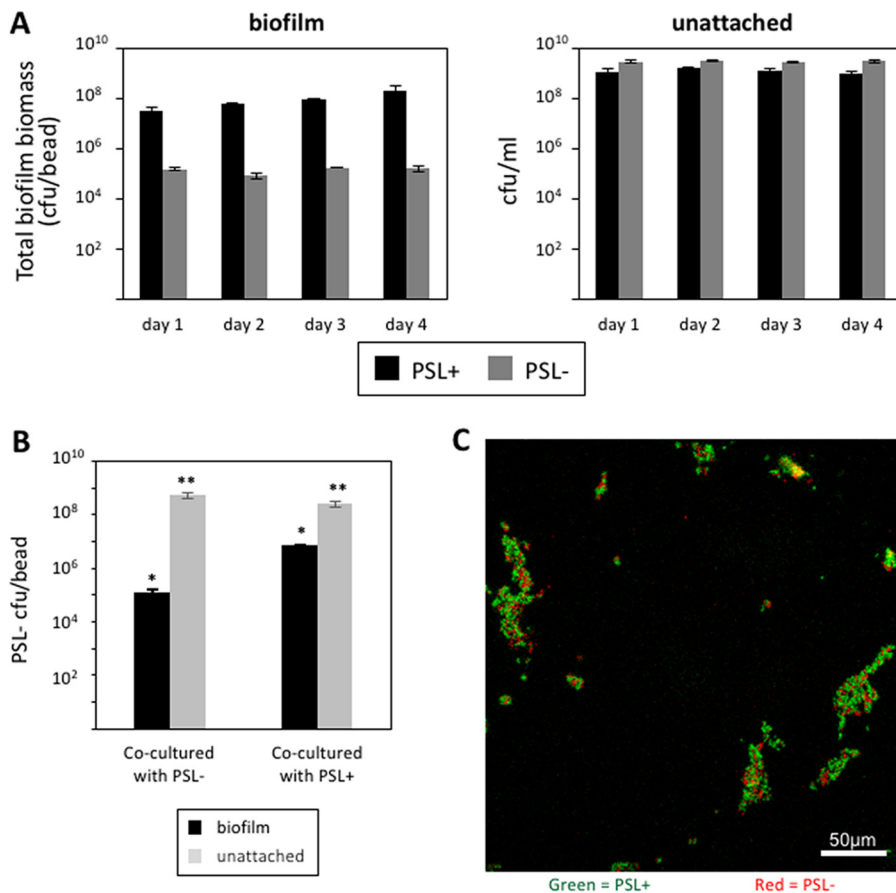 A
biofilm
unattached
Total biofilm biomass
(cfu/bead)
10^10
10^8
10^6
10^4
10^2
day 1 day 2 day 3 day 4
cfu/ml
10^10
10^8
10^6
10^4
10^2
day 1 day 2 day 3 day 4
PSL+ PSL-
B
PSL- cfu/bead
10^10
10^8
10^6
10^4
10^2
* ** * **
Co-cultured
with PSL-
Co-cultured
with PSL+
biofilm
unattached
C
50µm
Green = PSL+ Red = PSL-